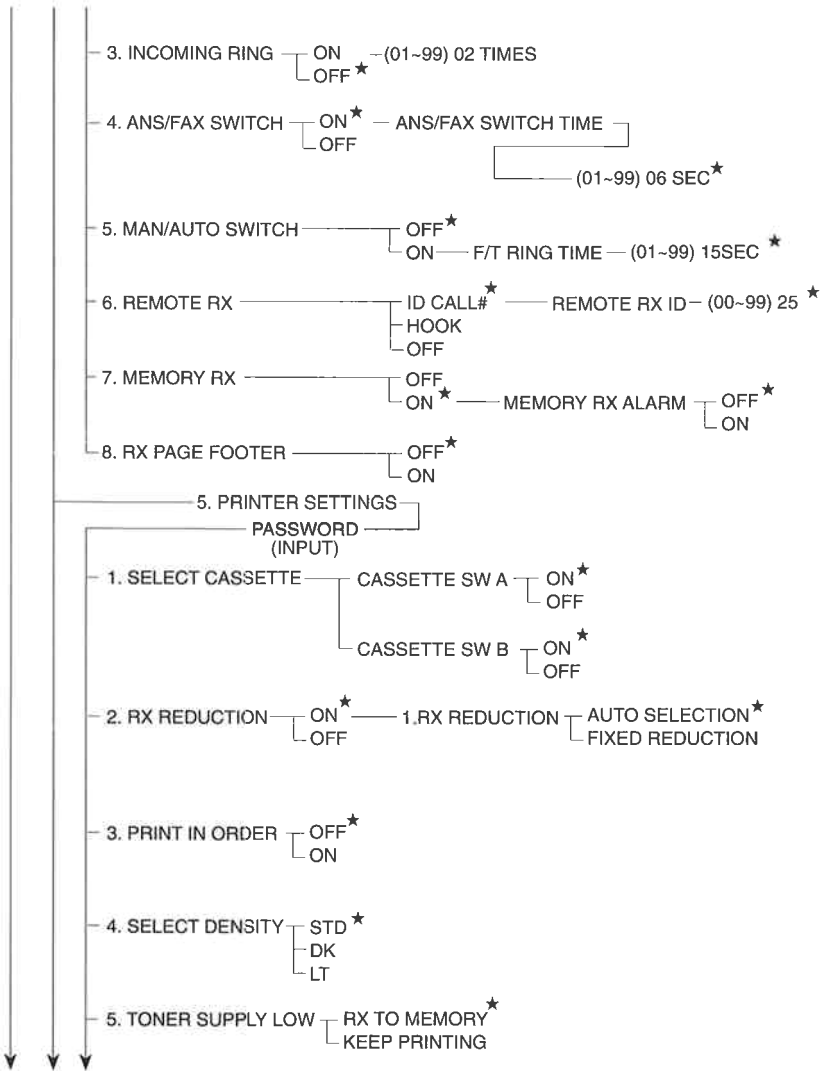 3. INCOMING RING ON (01~99) 02 TIMES
OFF★
4. ANS/FAX SWITCH ON★ ANS/FAX SWITCH TIME
OFF
(01~99) 06 SEC★
5. MAN/AUTO SWITCH OFF★
ON F/T RING TIME (01~99) 15SEC ★
6. REMOTE RX ID CALL#★ REMOTE RX ID (00~99) 25 ★
HOOK
OFF
7. MEMORY RX OFF
ON★ MEMORY RX ALARM OFF★
ON
8. RX PAGE FOOTER OFF★
ON
5. PRINTER SETTINGS
PASSWORD
(INPUT)
1. SELECT CASSETTE CASSETTE SW A ON★
OFF
CASSETTE SW B ON★
OFF
2. RX REDUCTION ON★ 1.RX REDUCTION AUTO SELECTION★
OFF FIXED REDUCTION
3. PRINT IN ORDER OFF★
ON
4. SELECT DENSITY STD★
DK
LT
5. TONER SUPPLY LOW RX TO MEMORY★
KEEP PRINTING